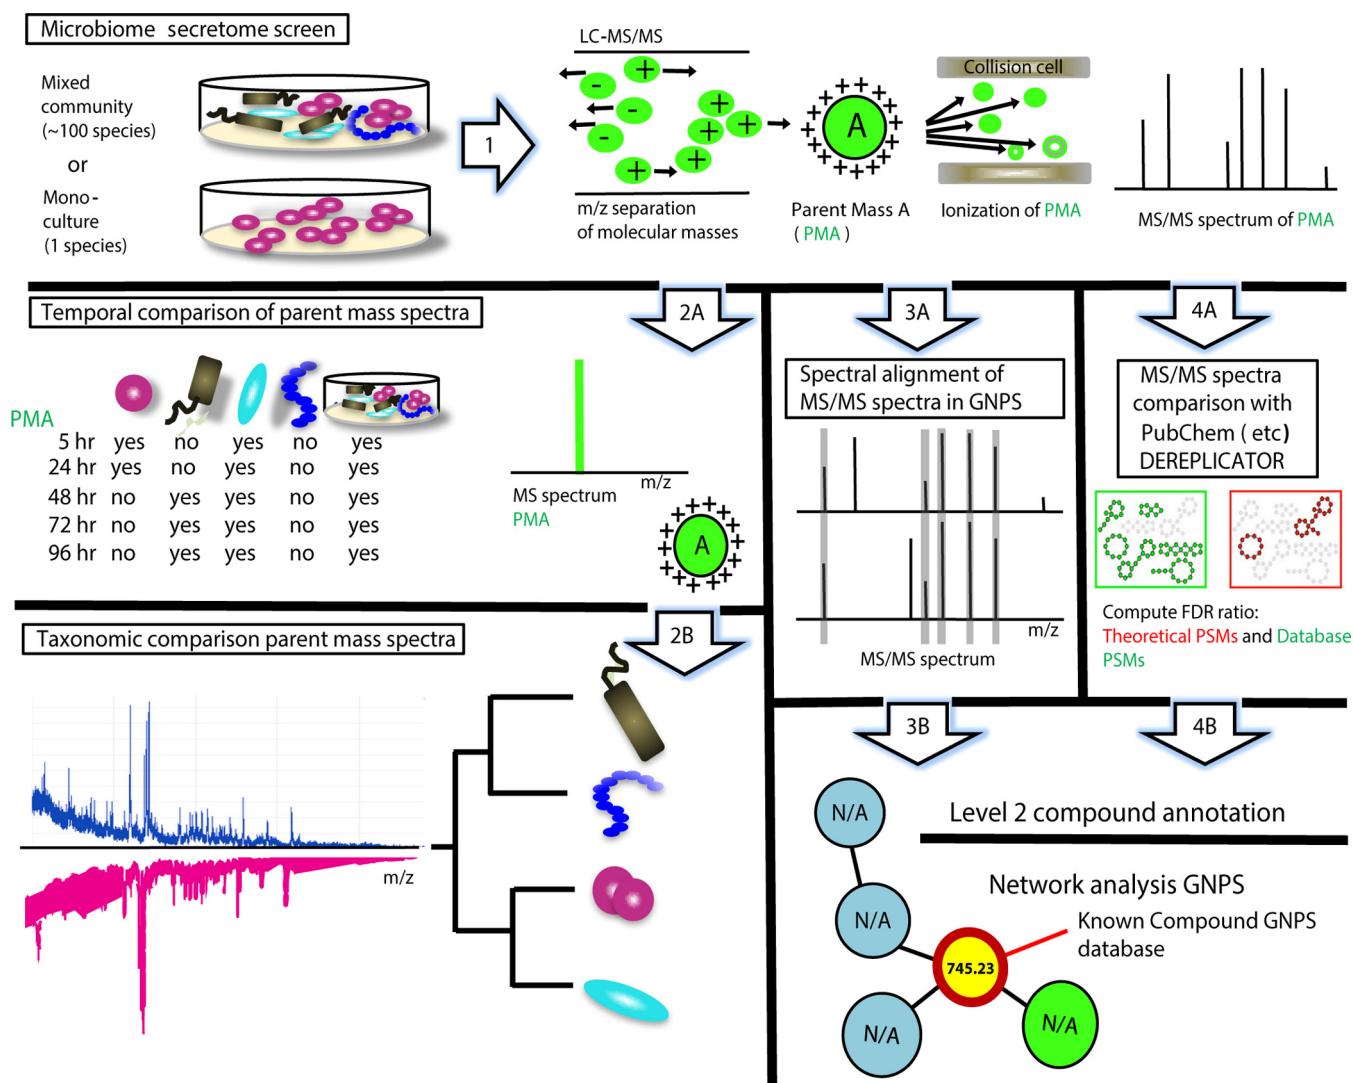 Microbiome secretome screen
Mixed
community
(~100 species)
or
Mono-
culture
(1 species)
1
LC-MS/MS
m/z separation
of molecular masses
A
Parent Mass A
( PMA )
Collision cell
Ionization of PMA
MS/MS spectrum of PMA
Temporal comparison of parent mass spectra
2A
PMA
5 hr yes no yes no yes
24 hr yes no yes no yes
48 hr no yes yes no yes
72 hr no yes yes no yes
96 hr no yes yes no yes
m/z
MS spectrum
PMA
A
3A
Spectral alignment of
MS/MS spectra in GNPS
m/z
MS/MS spectrum
4A
MS/MS spectra
comparison with
PubChem ( etc)
DEREPLICATOR
Compute FDR ratio:
Theoretical PSMs and Database
PSMs
Taxonomic comparison parent mass spectra
2B
m/z
3B
4B
Level 2 compound annotation
Network analysis GNPS
Known Compound GNPS
database
N/A
N/A
745.23
N/A
N/A